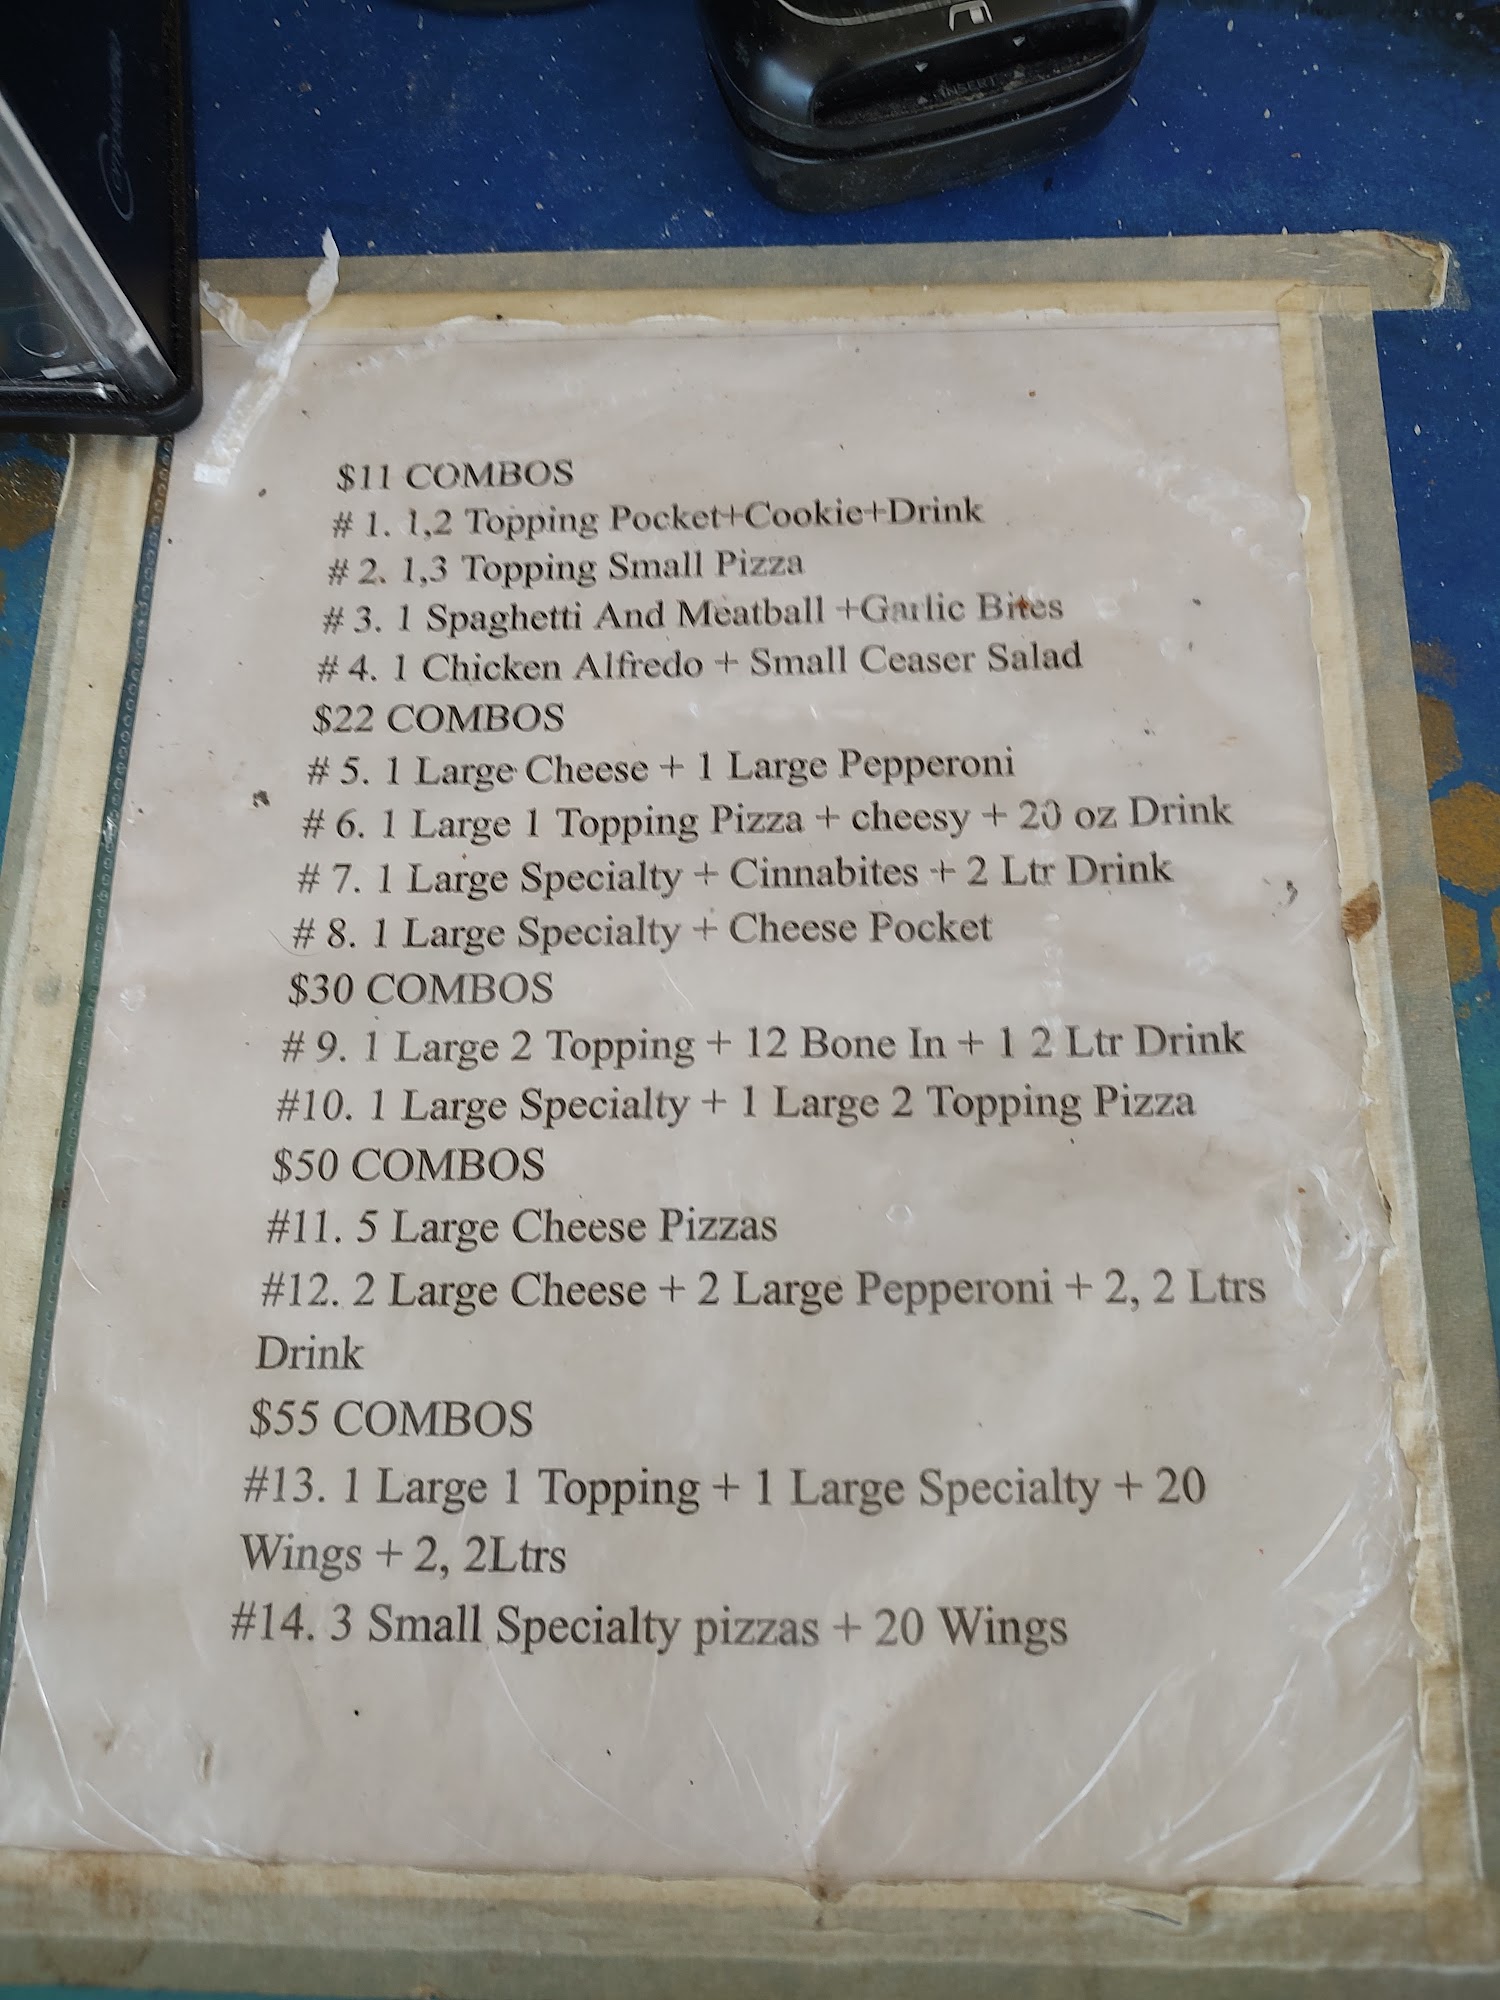 INSERT
$11 COMBOS
# 1. 1,2 Topping Pocket+Cookie+Drink
# 2. 1,3 Topping Small Pizza
# 3. 1 Spaghetti And Meatball +Garlic Bites
# 4. 1 Chicken Alfredo + Small Ceaser Salad
$22 COMBOS
# 5. 1 Large Cheese + 1 Large Pepperoni
# 6. 1 Large 1 Topping Pizza + cheesy + 20 oz Drink
# 7. 1 Large Specialty + Cinnabites + 2 Ltr Drink
# 8. 1 Large Specialty + Cheese Pocket
$30 COMBOS
# 9. 1 Large 2 Topping + 12 Bone In + 1 2 Ltr Drink
#10. 1 Large Specialty + 1 Large 2 Topping Pizza
$50 COMBOS
#11. 5 Large Cheese Pizzas
#12. 2 Large Cheese + 2 Large Pepperoni + 2, 2 Ltrs
Drink
$55 COMBOS
#13. 1 Large 1 Topping + 1 Large Specialty + 20
Wings + 2, 2Ltrs
#14. 3 Small Specialty pizzas + 20 Wings